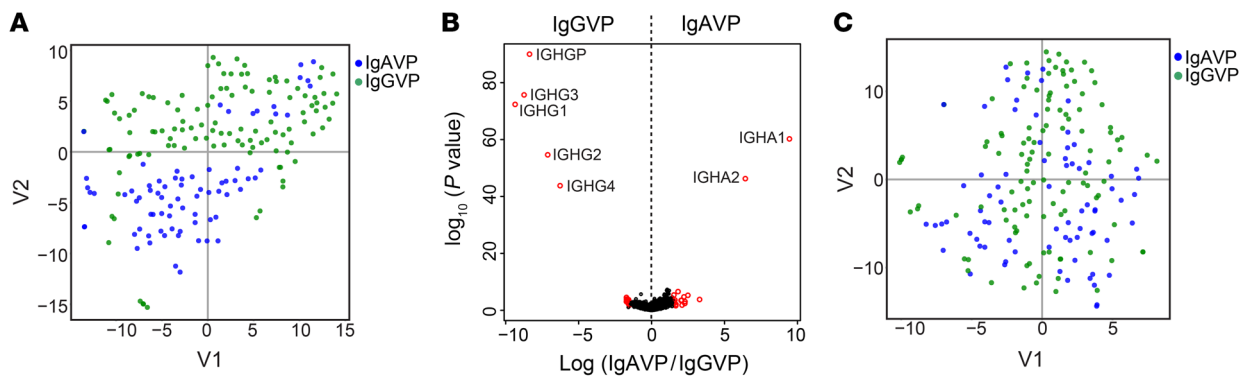 A
10
5
0
−5
−10
−15
V2
−10
−5
0
5
10
15
V1
IgAVP
IgGVP
B
IgGVP
IgAVP
IGHGP
IGHG3
IGHG1
IGHG2
IGHG4
IGHA1
IGHA2
80
60
40
20
0
log10 (P value)
−10
−5
0
5
10
Log (IgAVP/IgGVP)
C
10
0
−10
V2
−10
−5
0
5
V1
IgAVP
IgGVP